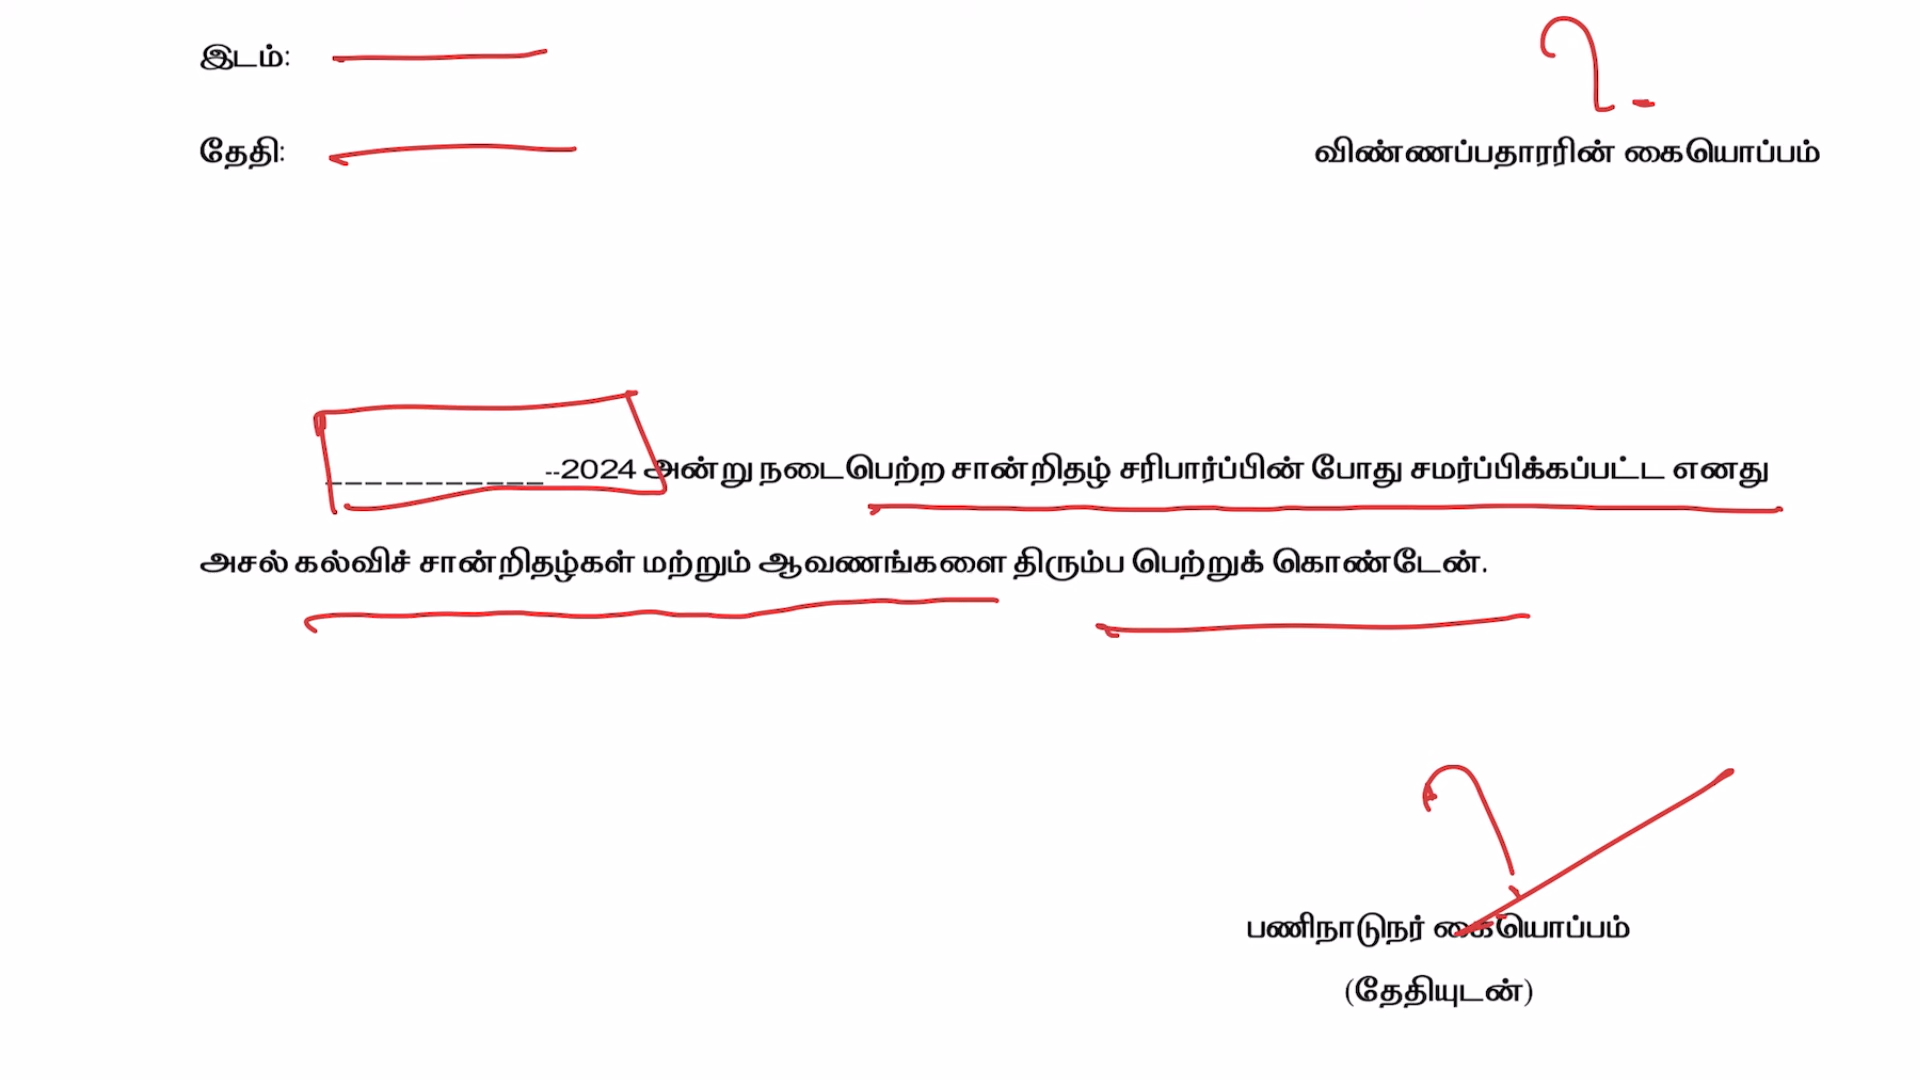 இடம்:
தேதி:
விண்ணப்பதாரரின் கையொப்பம்
___________--2024 அன்று நடைபெற்ற சான்றிதழ் சரிபார்ப்பின் போது சமர்ப்பிக்கப்பட்ட எனது
அசல் கல்விச் சான்றிதழ்கள் மற்றும் ஆவணங்களை திரும்ப பெற்றுக் கொண்டேன்.
பணிநாடுநர் கையொப்பம்
(தேதியுடன்)